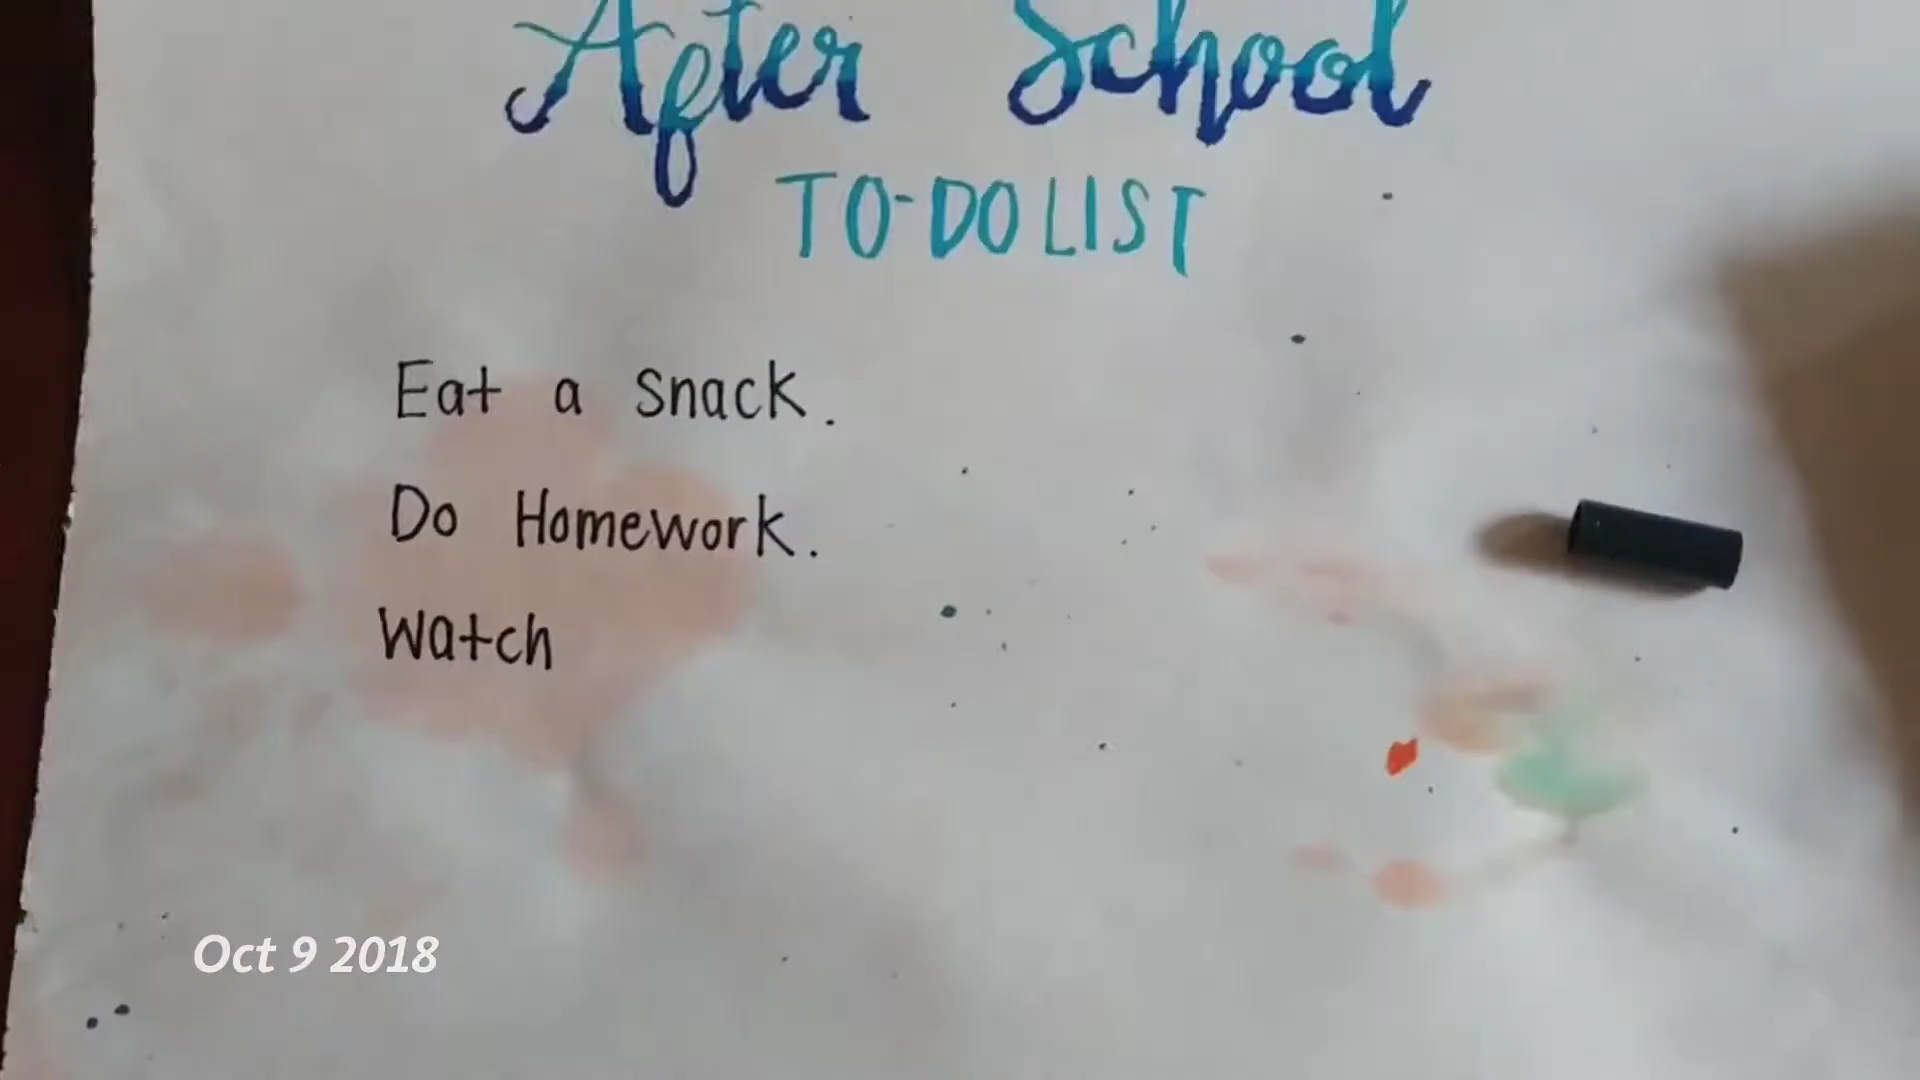 After School
TO-DO LIST
Eat a snack.
Do Homework.
Watch
Oct 9 2018